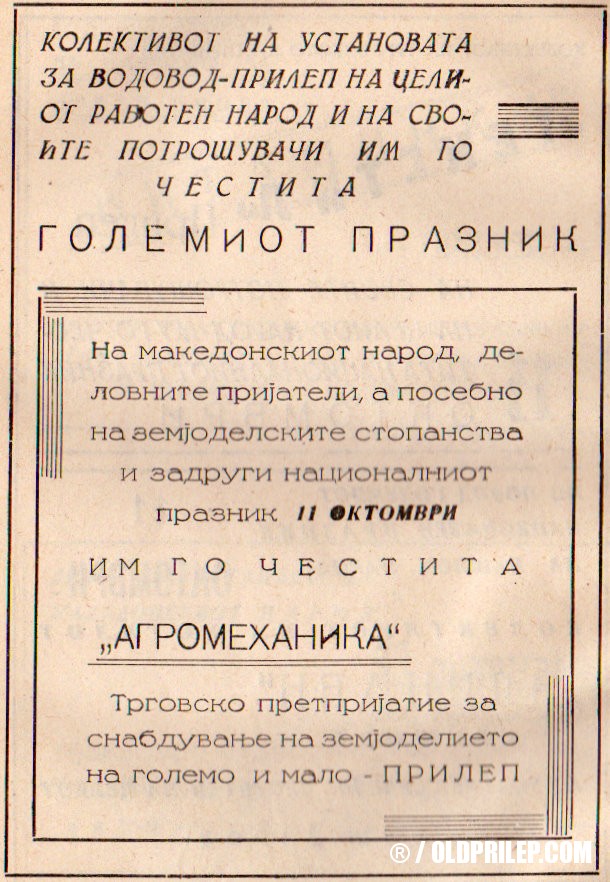 КОЛЕКТИВОТ НА УСТАНОВАТА
ЗА ВОДОВОД-ПРИЛЕП НА ЦЕЛИ-
ОТ РАБОТЕН НАРОД И НА СВО-
ИТЕ ПОТРОШУВАЧИ ИМ ГО
ЧЕСТИТА
ГОЛЕМИОТ ПРАЗНИК
На македонскиот народ, де-
ловните пријатели, а посебно
на земјоделските стопанства
и задруги националниот
празник 11 ОКТОМВРИ
ИМ ГО ЧЕСТИТА
„АГРОМЕХАНИКА“
Трговско претпријатие за
снабдување на земјоделието
на големо и мало - ПРИЛЕП
® / OLDPRILEP.COM